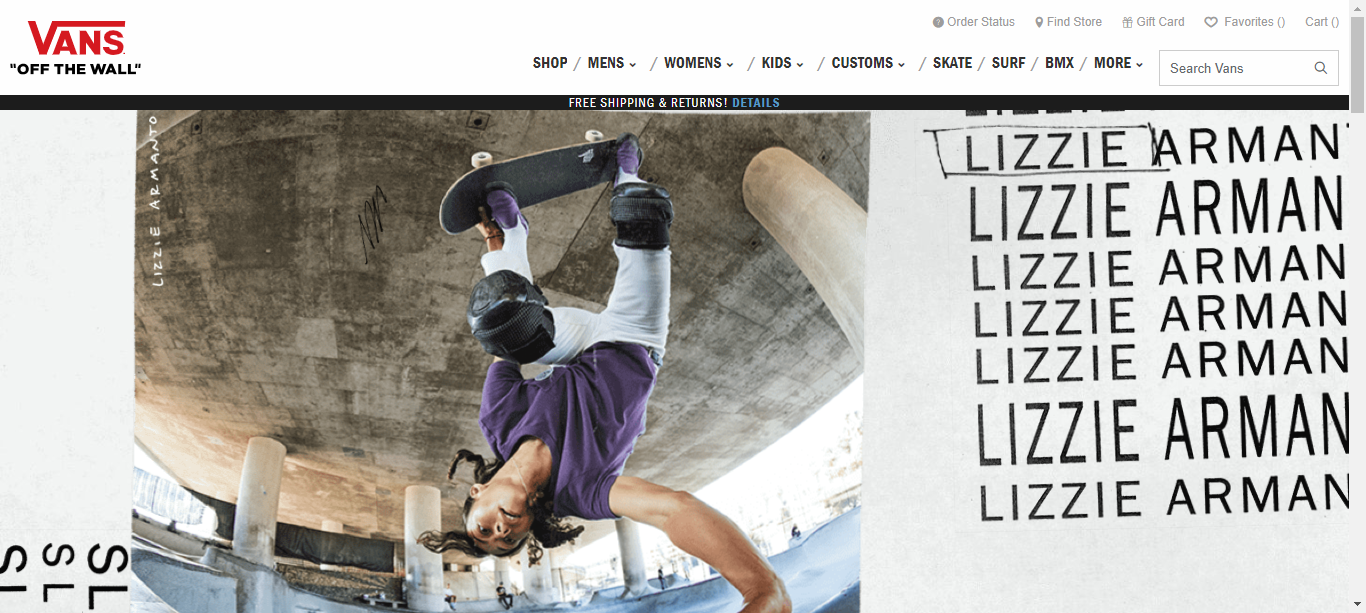 Order Status Find Store Gift Card Favorites () Cart ()
VANS
"OFF THE WALL"
SHOP / MENS / WOMENS / KIDS / CUSTOMS / SKATE / SURF / BMX / MORE
Search Vans
FREE SHIPPING & RETURNS! DETAILS
LIZZIE ARMANTO
LIZZIE ARMANT
LIZZIE ARMAN
LIZZIE ARMAN
LIZZIE ARMAN
LIZZIE ARMAN
LIZZIE ARMAN
LIZZIE ARMAN